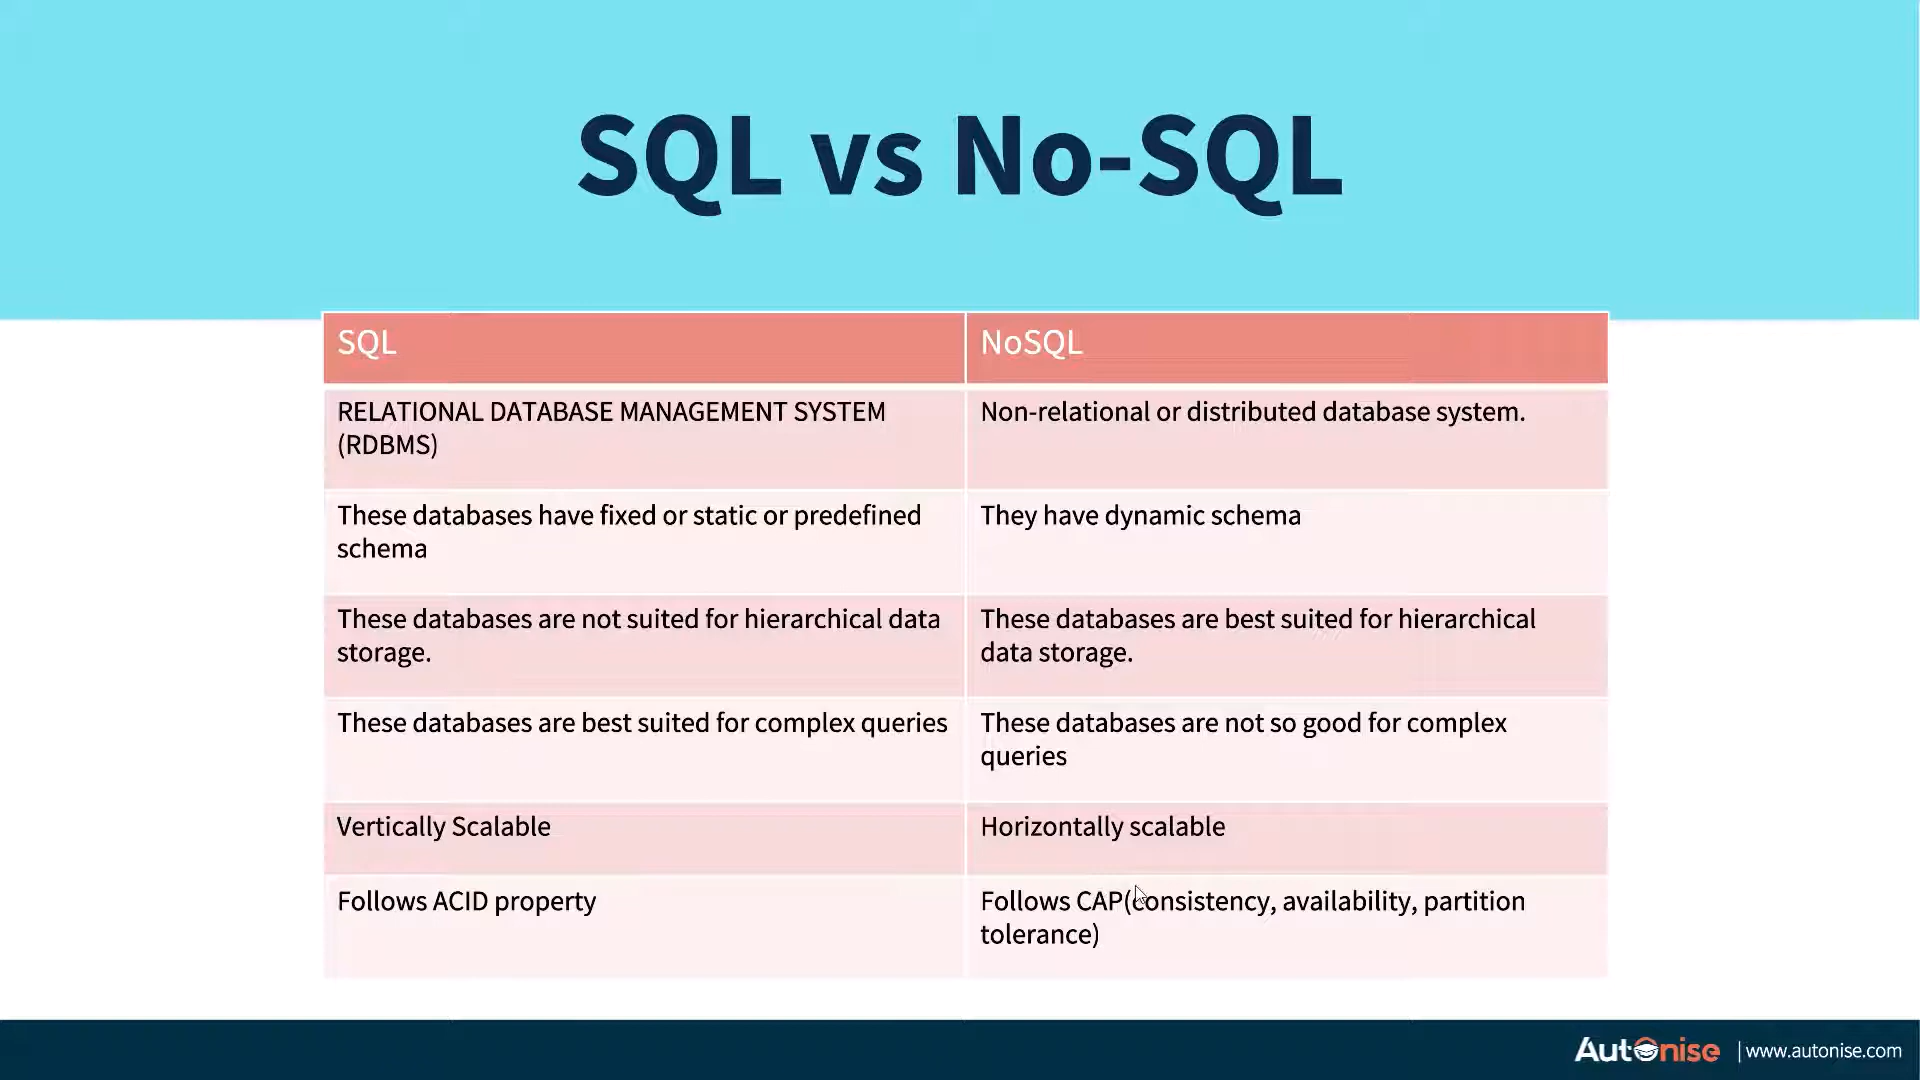 SQL vs No-SQL
SQL
NoSQL
RELATIONAL DATABASE MANAGEMENT SYSTEM
(RDBMS)
Non-relational or distributed database system.
These databases have fixed or static or predefined
schema
They have dynamic schema
These databases are not suited for hierarchical data
storage.
These databases are best suited for hierarchical
data storage.
These databases are best suited for complex queries
These databases are not so good for complex
queries
Vertically Scalable
Horizontally scalable
Follows ACID property
Follows CAP(consistency, availability, partition
tolerance)
AutOnise | www.autonise.com